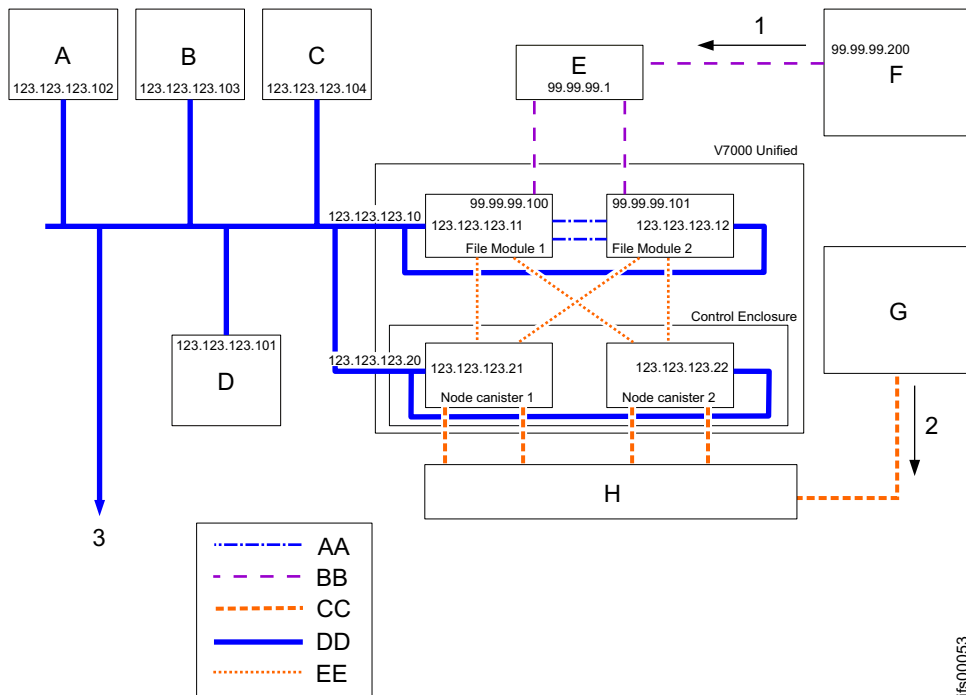 A
123.123.123.102
B
123.123.123.103
C
123.123.123.104
E
99.99.99.1
1
99.99.99.200
F
V7000 Unified
99.99.99.100
123.123.123.11
File Module 1
99.99.99.101
123.123.123.12
File Module 2
123.123.123.10
123.123.123.101
D
G
Control Enclosure
123.123.123.20
123.123.123.21
Node canister 1
123.123.123.22
Node canister 2
2
H
3
AA
BB
CC
DD
EE
ifs00053